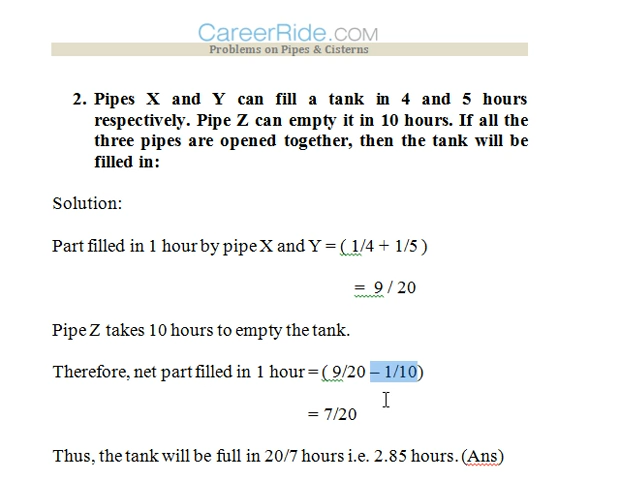 CareerRide.COM
Problems on Pipes & Cisterns
2. Pipes X and Y can fill a tank in 4 and 5 hours
respectively. Pipe Z can empty it in 10 hours. If all the
three pipes are opened together, then the tank will be
filled in:
Solution:
Part filled in 1 hour by pipe X and Y = ( 1/4 + 1/5 )
= 9 / 20
Pipe Z takes 10 hours to empty the tank.
Therefore, net part filled in 1 hour = ( 9/20 – 1/10)
= 7/20
Thus, the tank will be full in 20/7 hours i.e. 2.85 hours. (Ans)